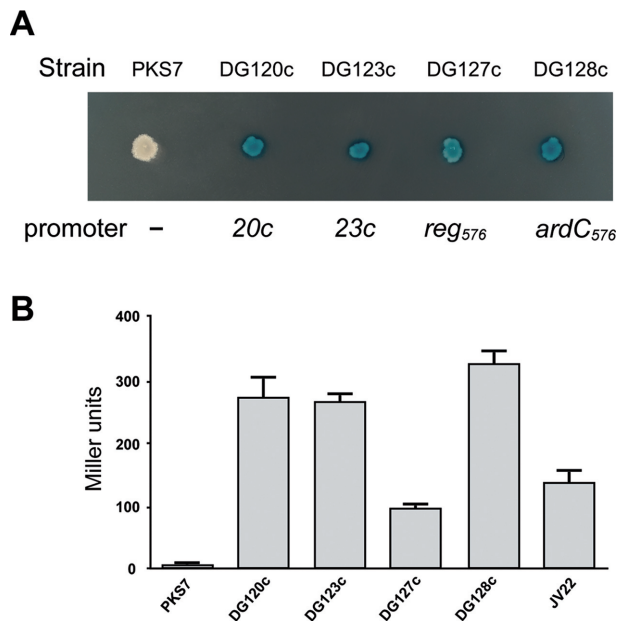 A
Strain PKS7 DG120c DG123c DG127c DG128c
promoter – 20c 23c reg576 ardC576
B
Miller units
400
300
200
100
0
PKS7 DG120c DG123c DG127c DG128c JV22